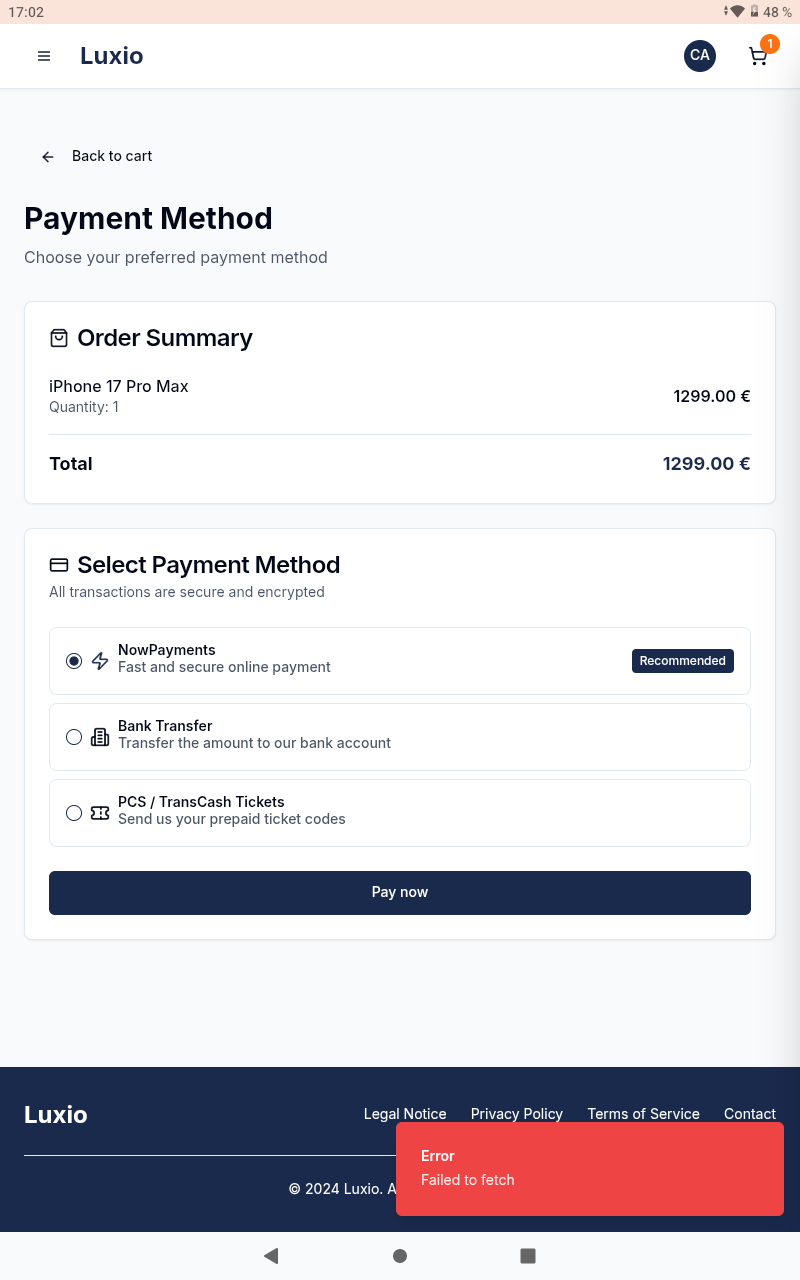 17:02
48 %
Luxio
CA
1
Back to cart
Payment Method
Choose your preferred payment method
Order Summary
iPhone 17 Pro Max
Quantity: 1
1299.00 €
Total
1299.00 €
Select Payment Method
All transactions are secure and encrypted
NowPayments
Fast and secure online payment
Recommended
Bank Transfer
Transfer the amount to our bank account
PCS / TransCash Tickets
Send us your prepaid ticket codes
Pay now
Luxio
Legal Notice
Privacy Policy
Terms of Service
Contact
Error
Failed to fetch
© 2024 Luxio. A